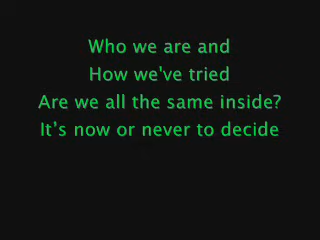 Who we are and
How we've tried
Are we all the same inside?
It's now or never to decide